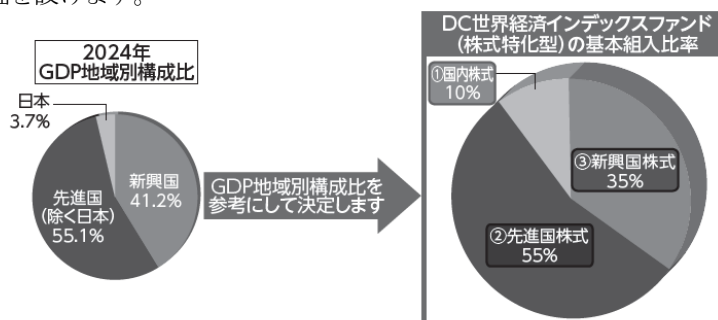 を設けます。
2024年
GDP地域別構成比
日本
3.7%
新興国
41.2%
先進国
(除く日本)
55.1%
GDP地域別構成比を
参考にして決定します
DC世界経済インデックスファンド
(株式特化型)の基本組入比率
①国内株式
10%
③新興国株式
35%
②先進国株式
55%